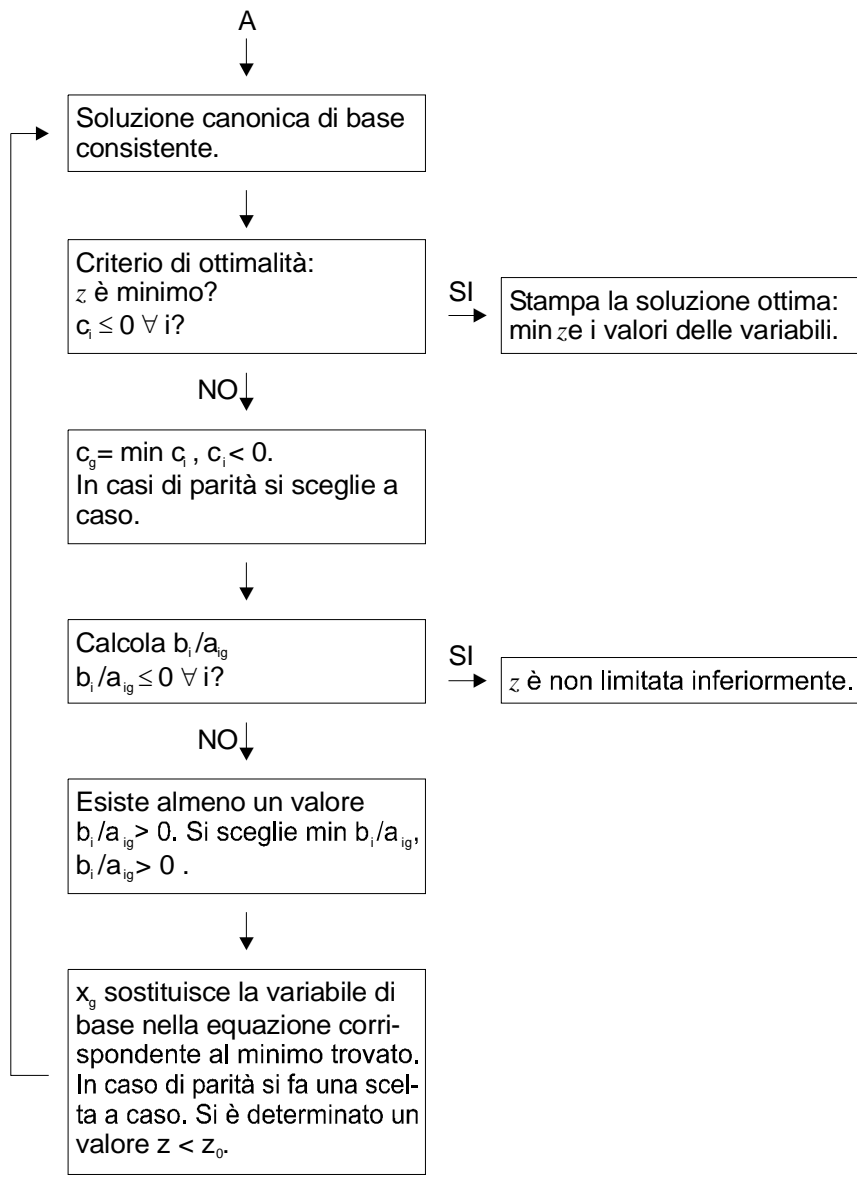 A
Soluzione canonica di base
consistente.
Criterio di ottimalità:
z è minimo?
cᵢ ≤ 0 ∀ i?
SI
Stampa la soluzione ottima:
min ze i valori delle variabili.
NO
c_g= min cᵢ , cᵢ< 0.
In casi di parità si sceglie a
caso.
Calcola bᵢ/a_ig
bᵢ/a_ig ≤ 0 ∀ i?
SI
z è non limitata inferiormente.
NO
Esiste almeno un valore
bᵢ/a_ig> 0. Si sceglie min bᵢ/a_ig,
bᵢ/a_ig> 0 .
x_g sostituisce la variabile di
base nella equazione corri-
spondente al minimo trovato.
In caso di parità si fa una scel-
ta a caso. Si è determinato un
valore z < z₀.